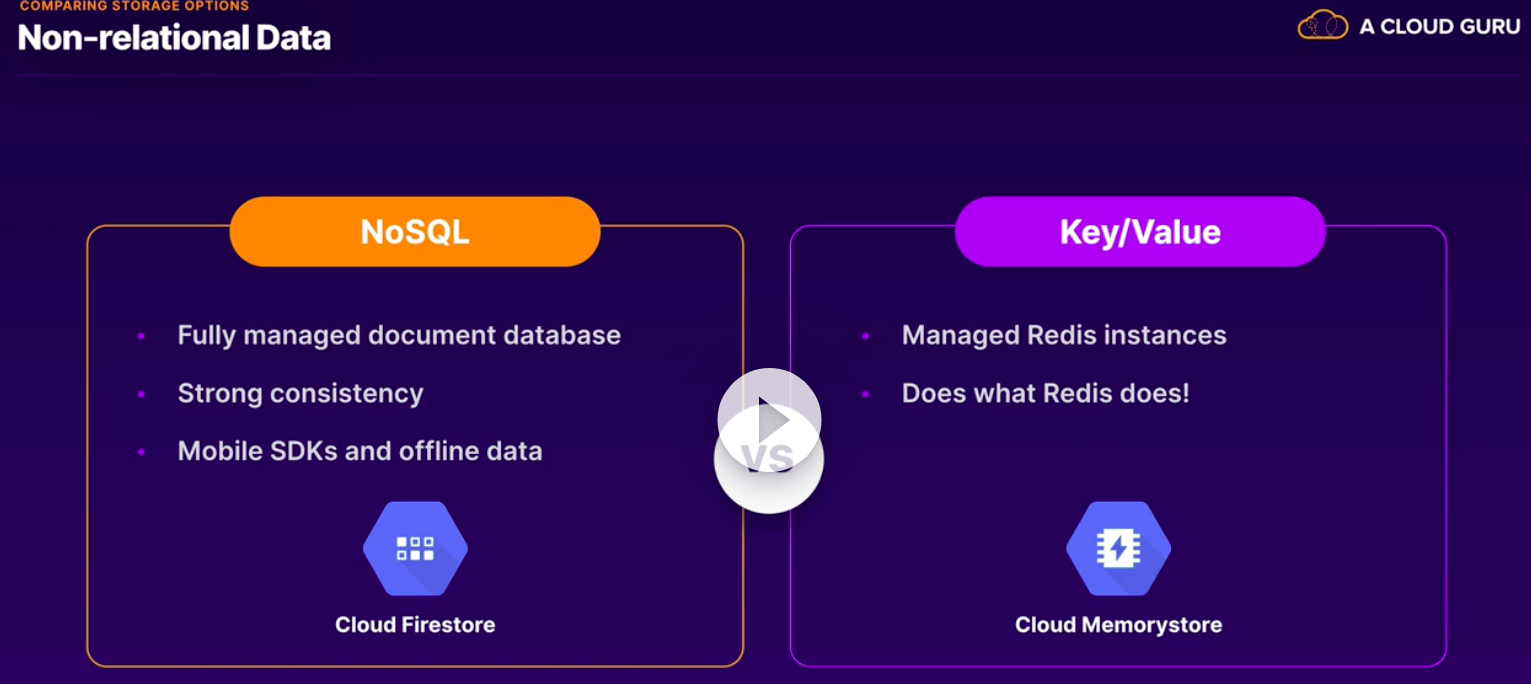 COMPARING STORAGE OPTIONS
Non-relational Data
A CLOUD GURU
NoSQL
• Fully managed document database
• Strong consistency
• Mobile SDKs and offline data
Cloud Firestore
VS
Key/Value
• Managed Redis instances
• Does what Redis does!
Cloud Memorystore